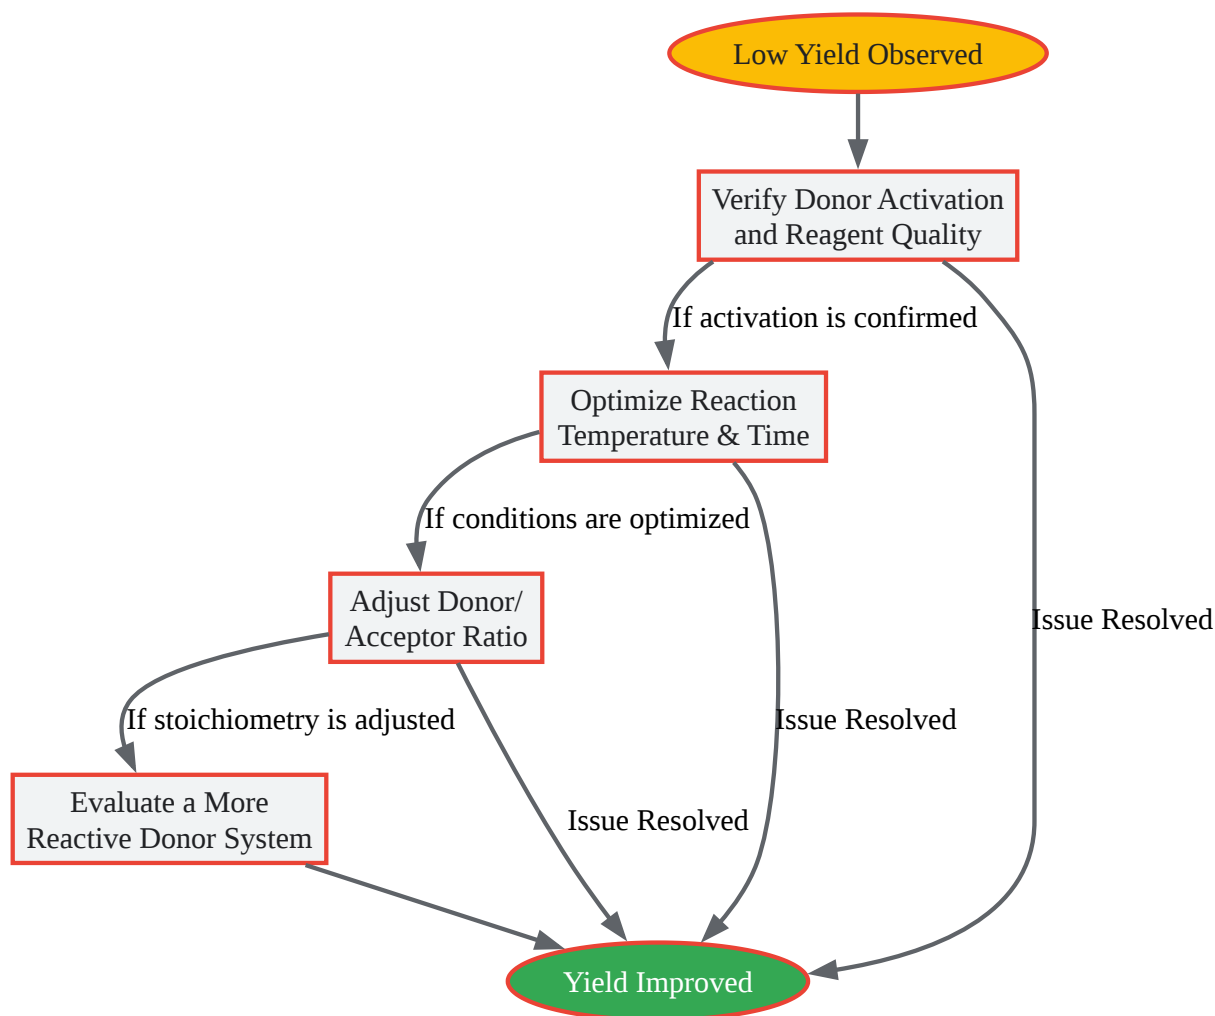 Low Yield Observed
Verify Donor Activation
and Reagent Quality
If activation is confirmed
Optimize Reaction
Temperature & Time
If conditions are optimized
Adjust Donor/
Acceptor Ratio
Issue Resolved
If stoichiometry is adjusted
Issue Resolved
Evaluate a More
Reactive Donor System
Issue Resolved
Yield Improved